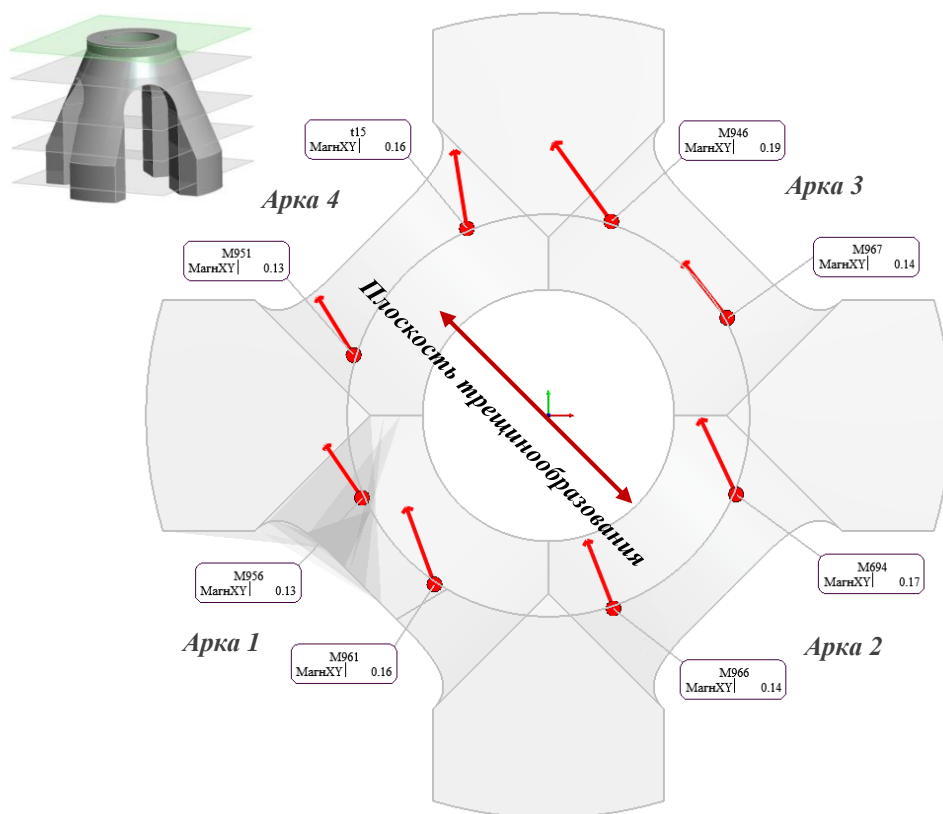 t15
МагнXY 0.16
M946
МагнXY 0.19
Арка 4
Арка 3
M951
МагнXY 0.13
M967
МагнXY 0.14
Плоскость трещинообразования
M956
МагнXY 0.13
M694
МагнXY 0.17
Арка 1
Арка 2
M961
МагнXY 0.16
M966
МагнXY 0.14